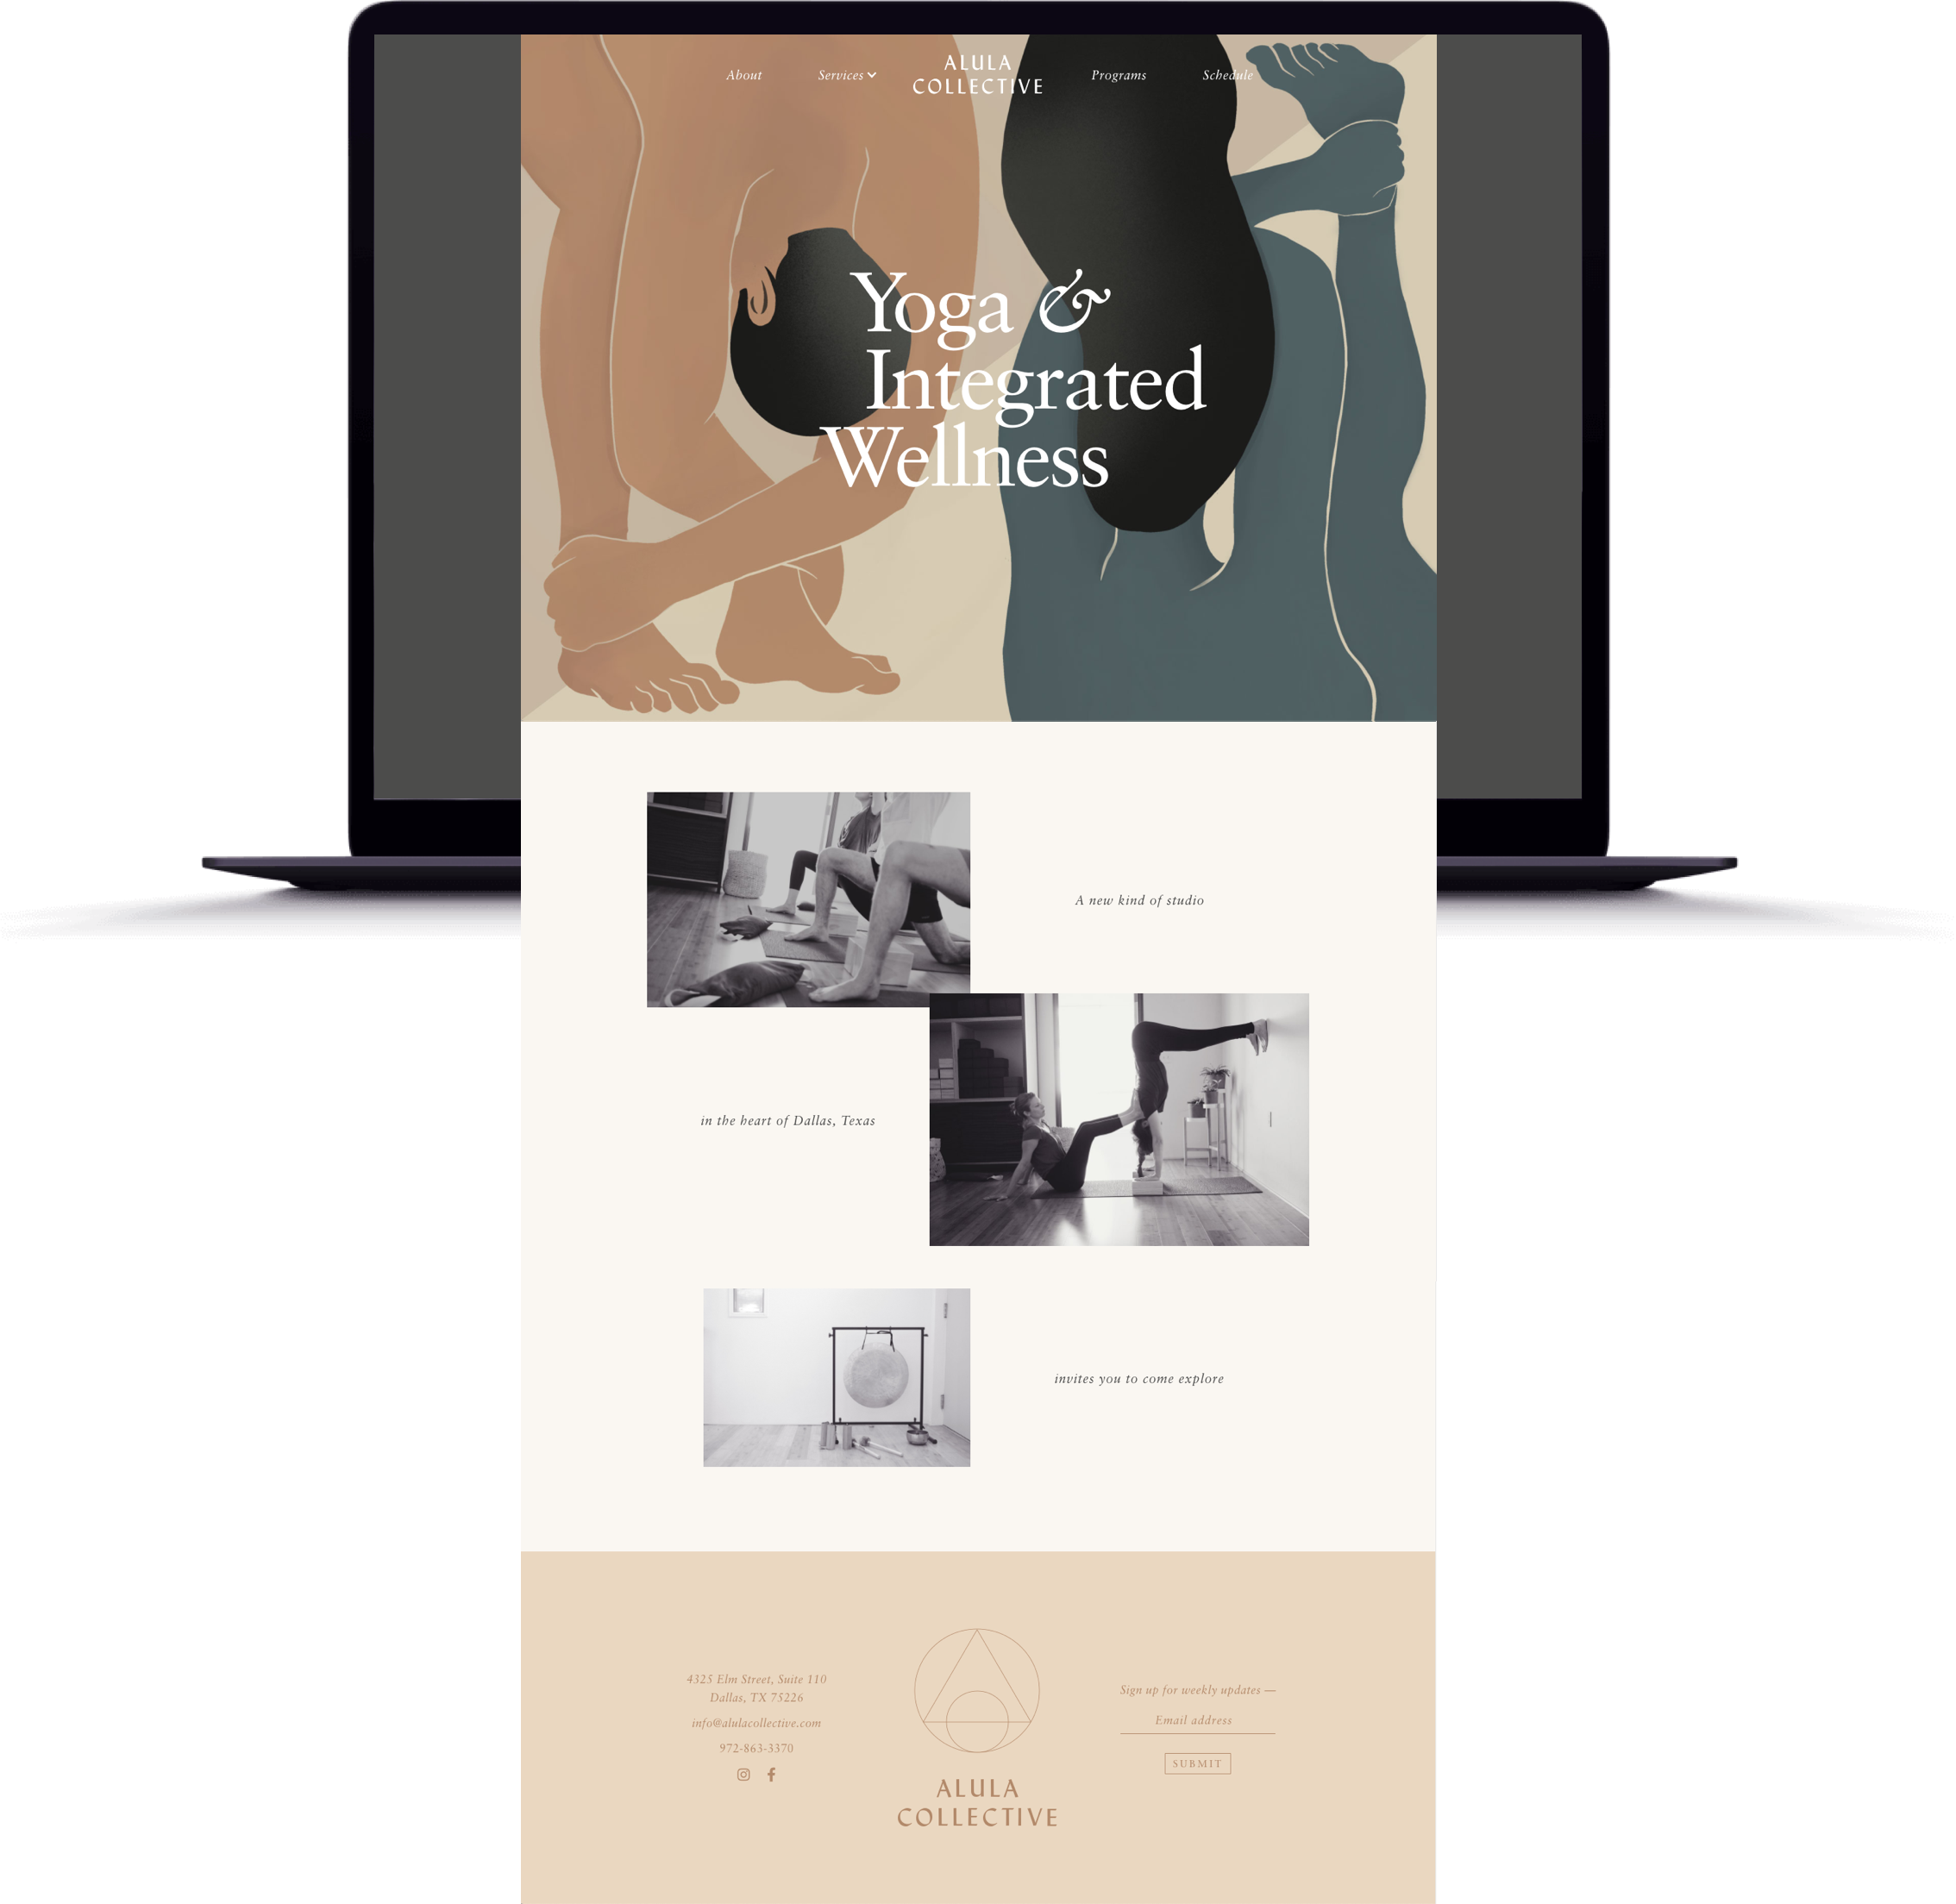 About
Services
ALULA
COLLECTIVE
Programs
Schedule
Yoga &
Integrated
Wellness
A new kind of studio
in the heart of Dallas, Texas
invites you to come explore
4325 Elm Street, Suite 110
Dallas, TX 75226
info@alulacollective.com
972-863-3370
ALULA
COLLECTIVE
Sign up for weekly updates —
Email address
SUBMIT